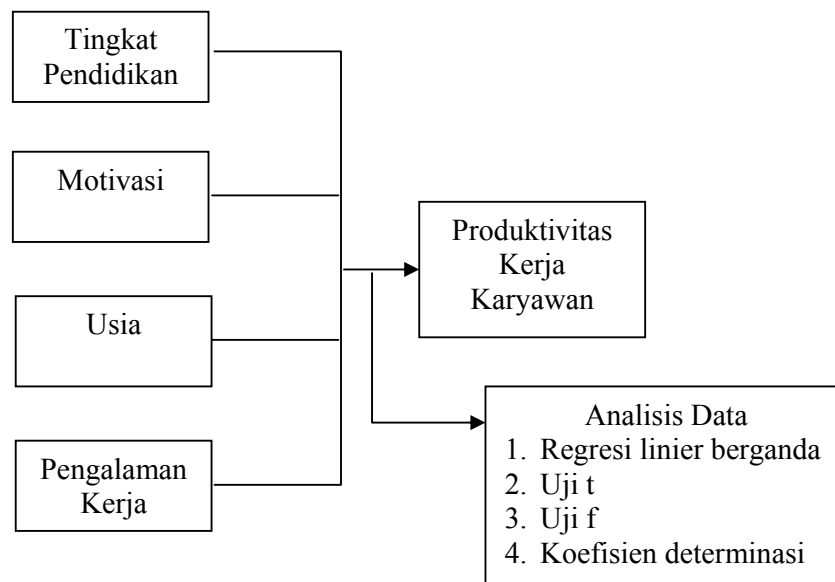 Tingkat
Pendidikan
Motivasi
Usia
Pengalaman
Kerja
Produktivitas
Kerja
Karyawan
Analisis Data
1. Regresi linier berganda
2. Uji t
3. Uji f
4. Koefisien determinasi